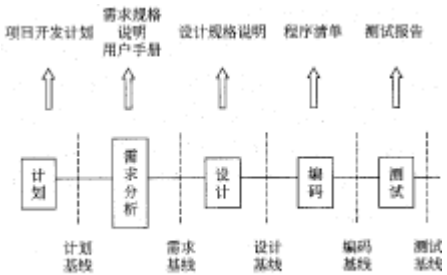 需求规格
项目开发计划 说明 设计规格说明 程序清单 测试报告
用户手册
计划 需求分析 设计 编码 测试
计划 需求 设计 编码 测试
基线 基线 基线 基线 基线